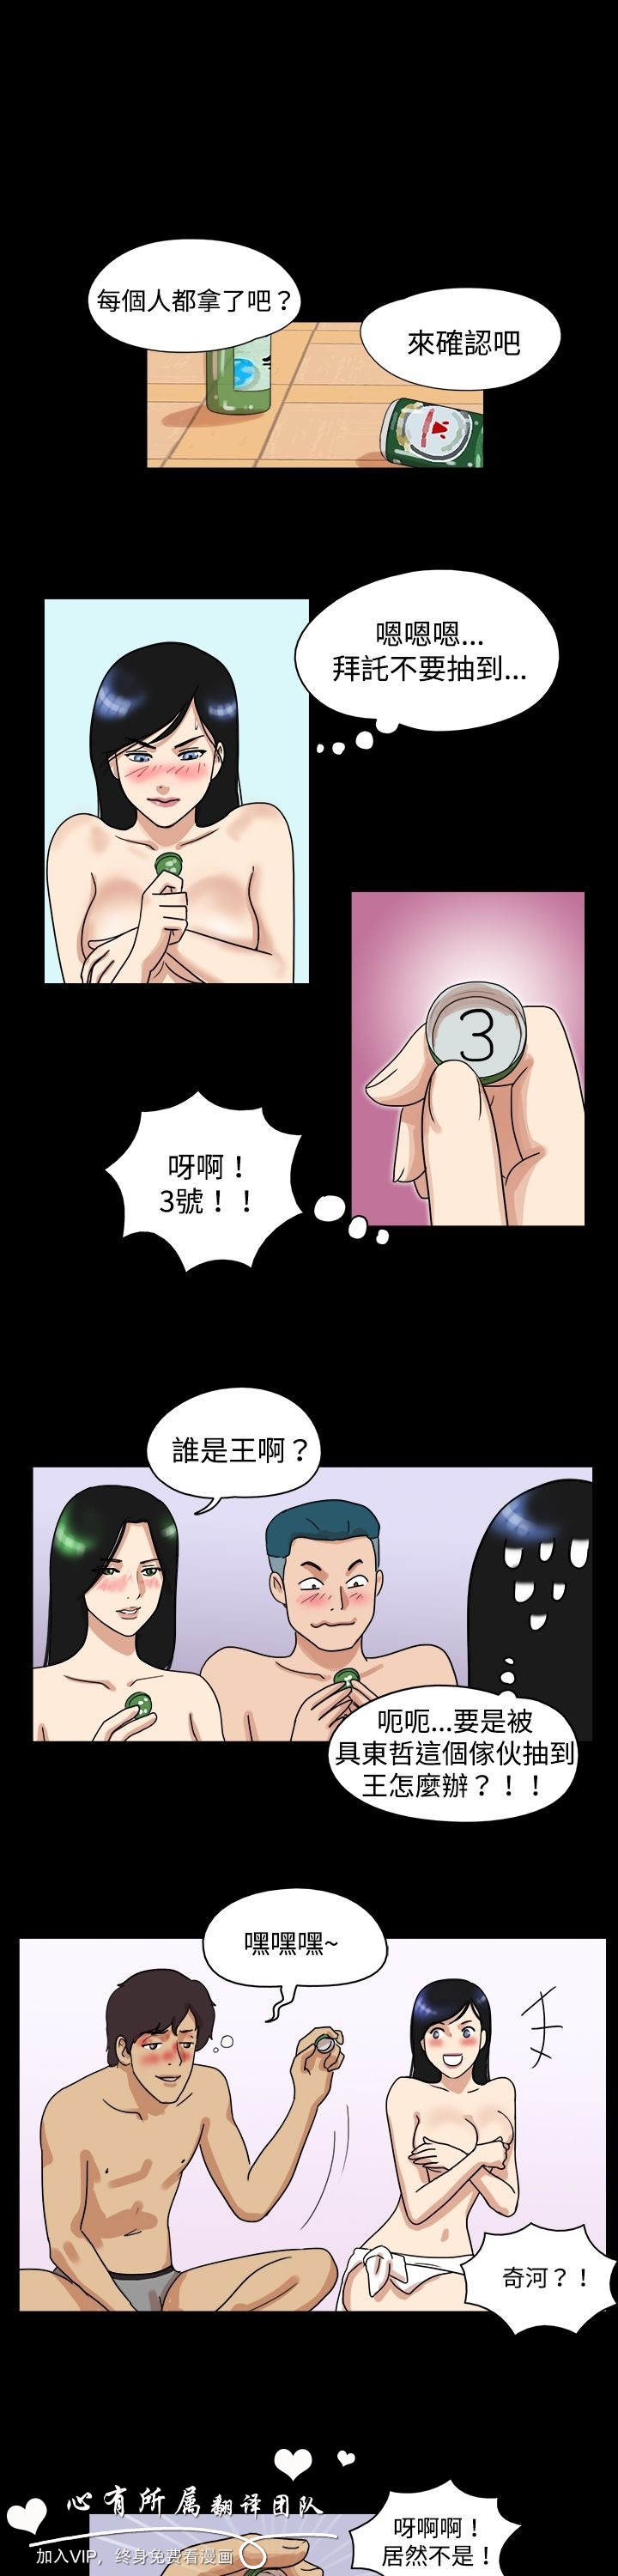 每個人都拿了吧？
來確認吧
嗯嗯嗯...
拜託不要抽到...
3
呀啊！
3號！！
誰是王啊？
呃呃...要是被
具東哲這個傢伙抽到
王怎麼辦？！！
嘿嘿嘿~
奇河？！
心有所属翻译团队
加入VIP，终身免费看漫画
呀啊啊！
居然不是！